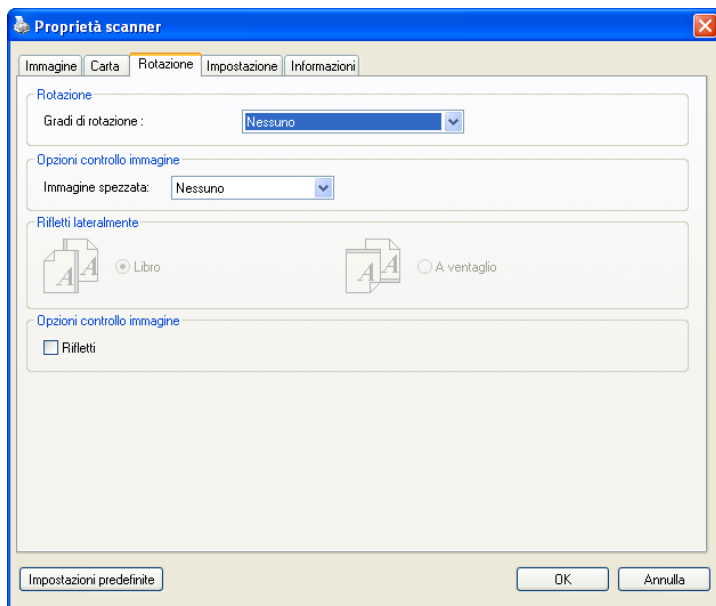 Proprietà scanner
Immagine Carta Rotazione Impostazione Informazioni
Rotazione
Gradi di rotazione : Nessuno
Opzioni controllo immagine
Immagine spezzata: Nessuno
Rifletti lateralmente
A A Libro A A A ventaglio
Opzioni controllo immagine
Rifletti
Impostazioni predefinite OK Annulla